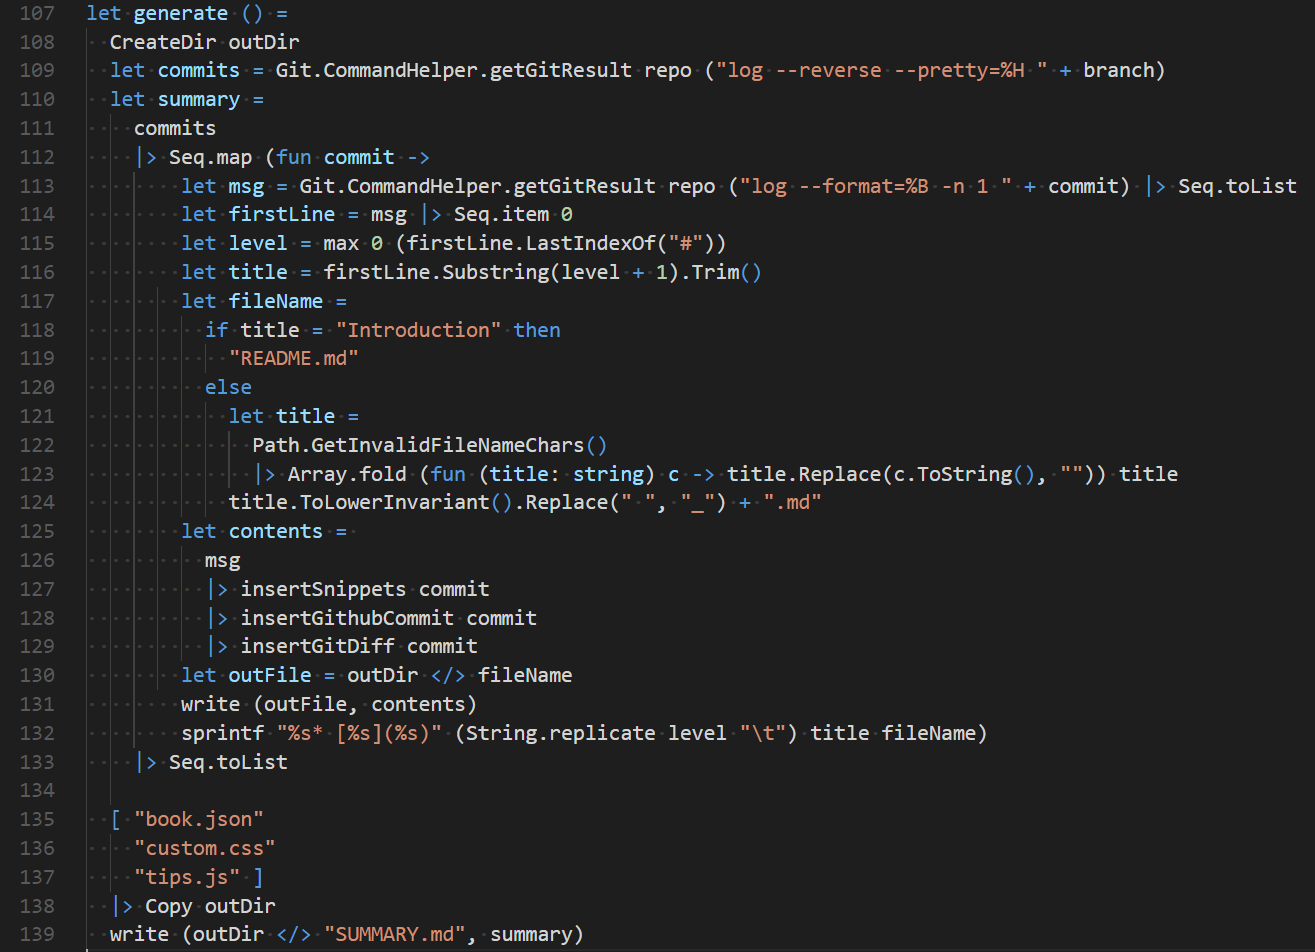 107 let generate () =
108   CreateDir outDir
109   let commits = Git.CommandHelper.getGitResult repo ("log --reverse --pretty=%H " + branch)
110   let summary =
111     commits
112     |> Seq.map (fun commit ->
113         let msg = Git.CommandHelper.getGitResult repo ("log --format=%B -n 1 " + commit) |> Seq.toList
114         let firstLine = msg |> Seq.item 0
115         let level = max 0 (firstLine.LastIndexOf("#"))
116         let title = firstLine.Substring(level + 1).Trim()
117         let fileName =
118           if title = "Introduction" then
119             "README.md"
120           else
121             let title =
122               Path.GetInvalidFileNameChars()
123               |> Array.fold (fun (title: string) c -> title.Replace(c.ToString(), "")) title
124             title.ToLowerInvariant().Replace(" ", "_") + ".md"
125         let contents =
126           msg
127           |> insertSnippets commit
128           |> insertGithubCommit commit
129           |> insertGitDiff commit
130         let outFile = outDir </> fileName
131         write (outFile, contents)
132         sprintf "%s* [%s](%s)" (String.replicate level "\t") title fileName)
133     |> Seq.toList
134
135   [ "book.json"
136     "custom.css"
137     "tips.js" ]
138   |> Copy outDir
139   write (outDir </> "SUMMARY.md", summary)